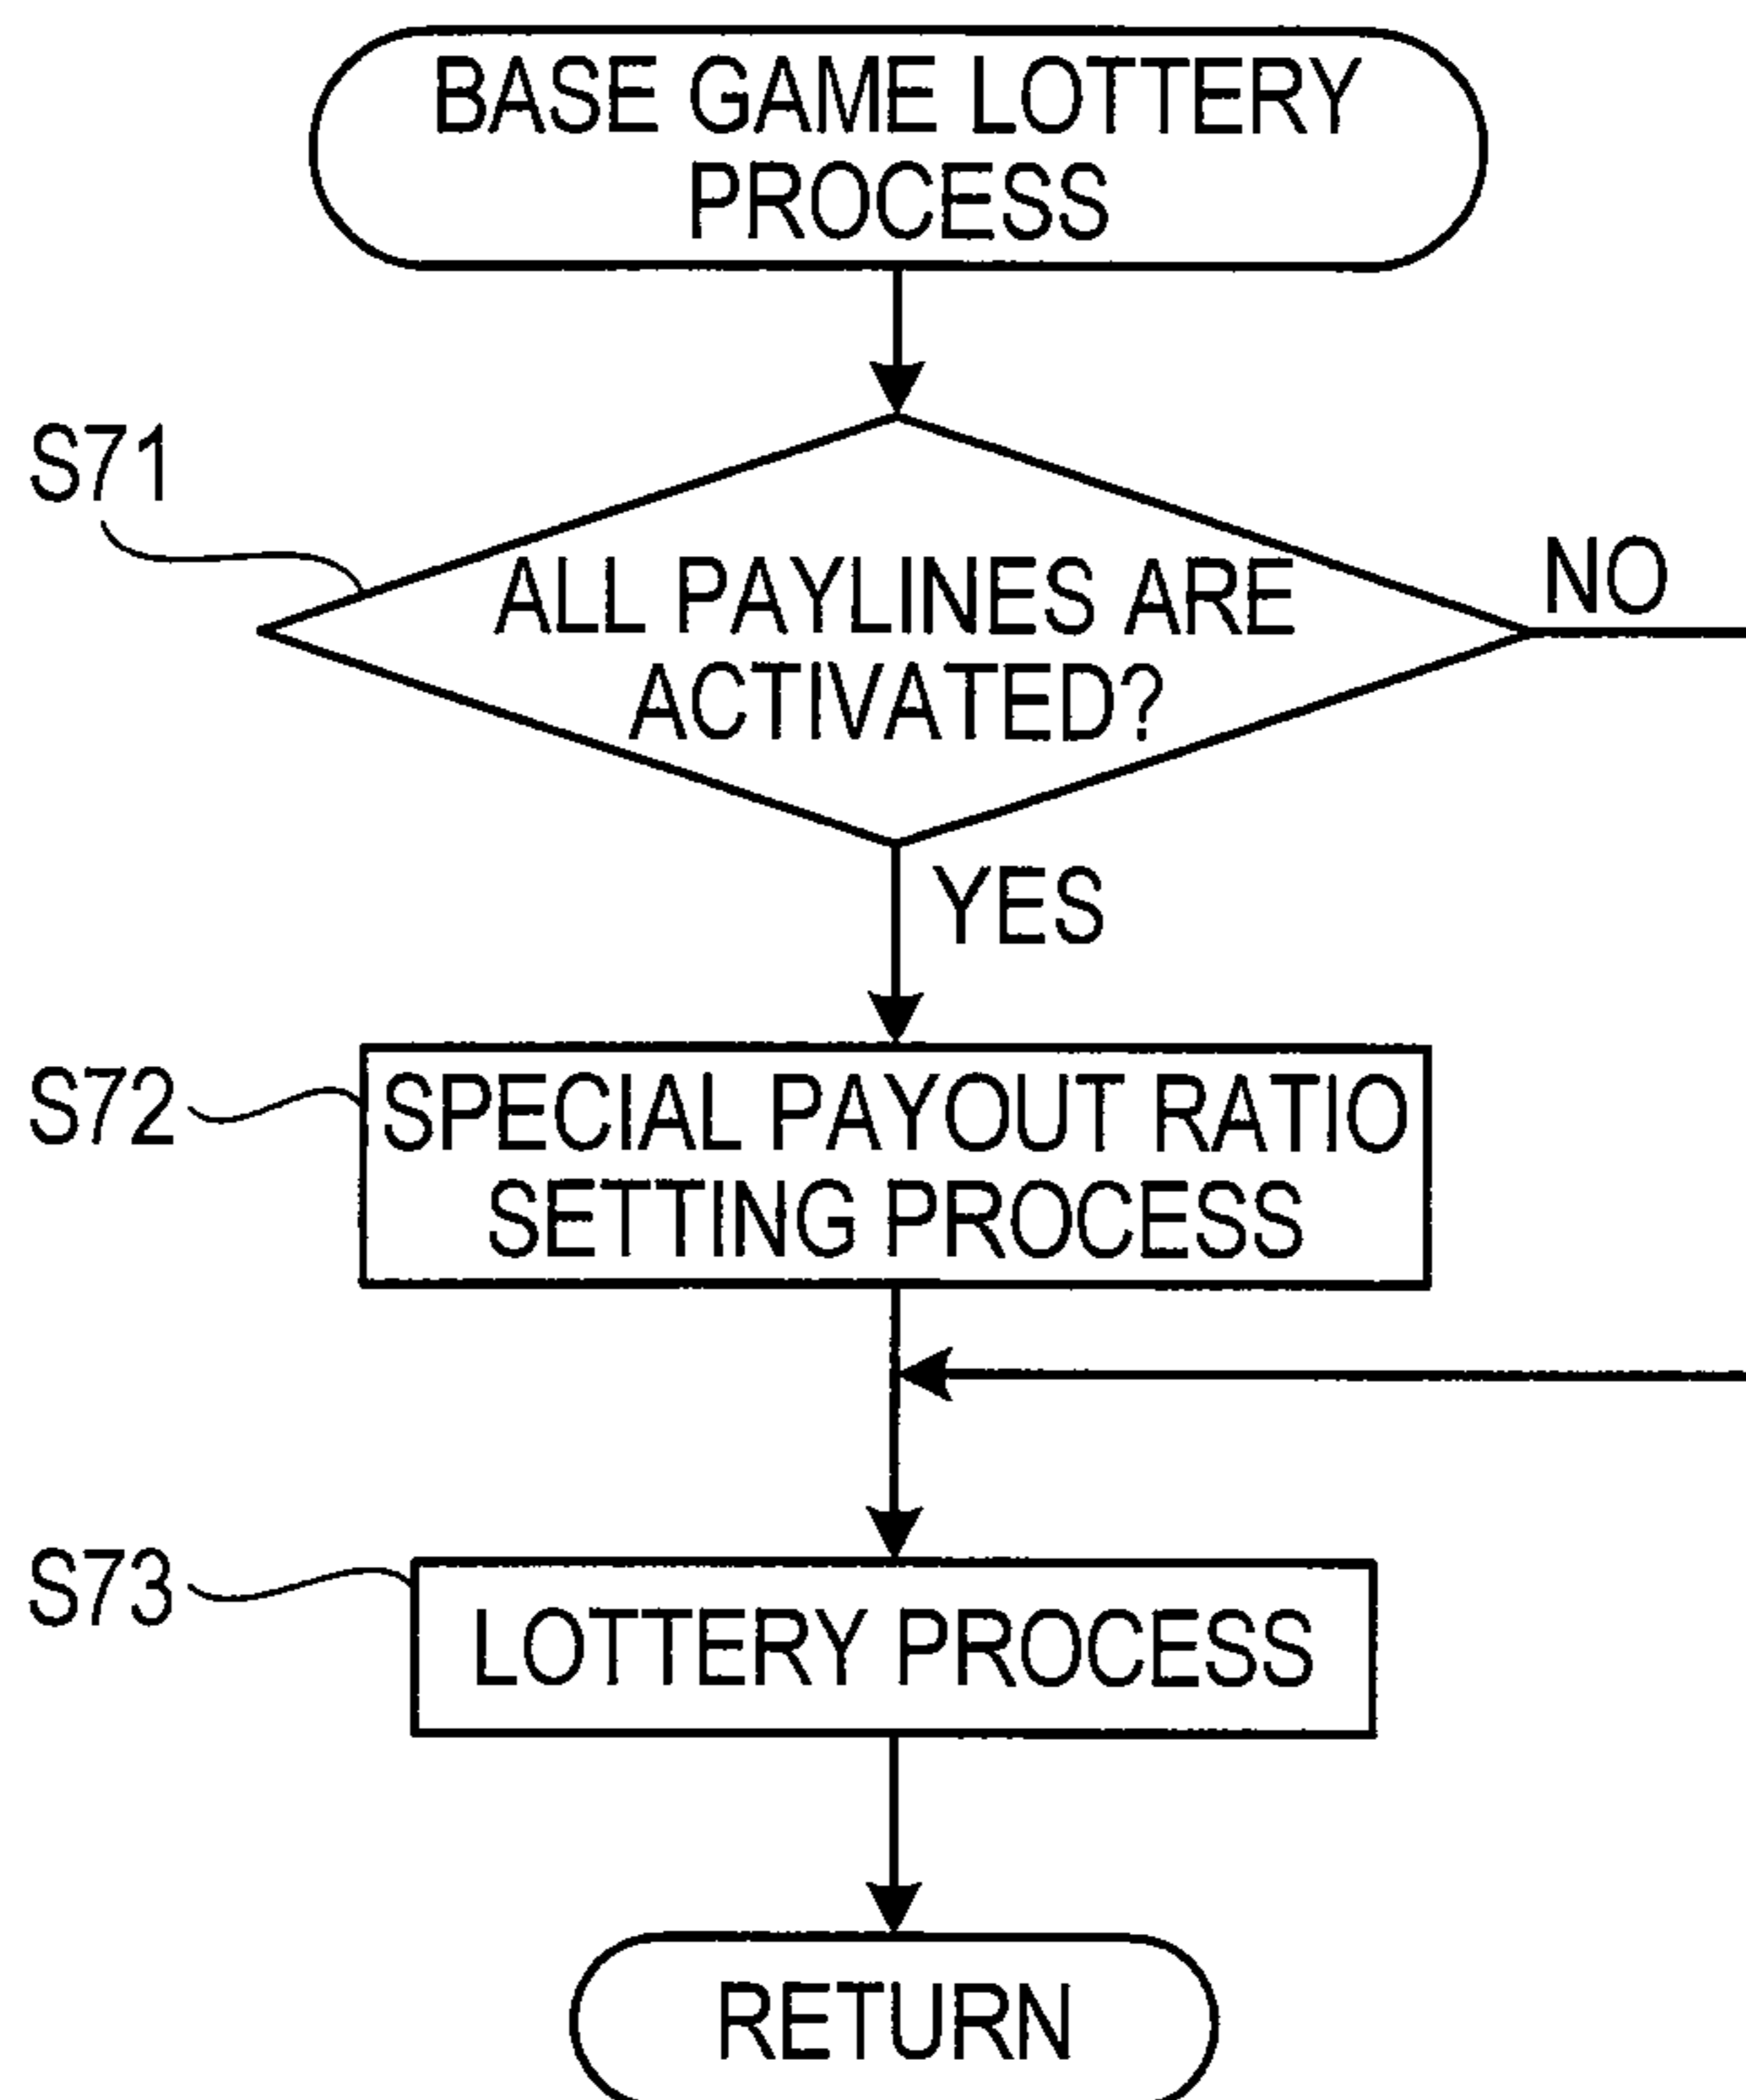 BASE GAME LOTTERY
PROCESS
S71
ALL PAYLINES ARE
ACTIVATED?
NO
YES
S72
SPECIAL PAYOUT RATIO
SETTING PROCESS
S73
LOTTERY PROCESS
RETURN